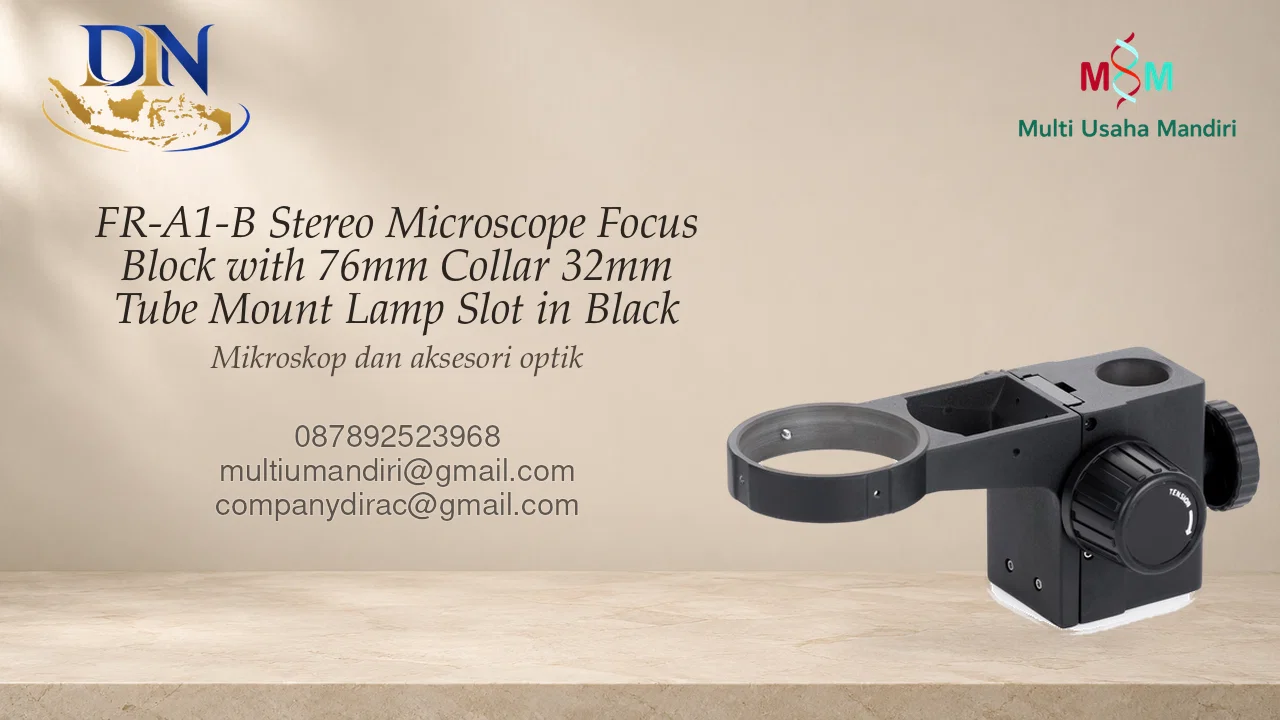 DN
M M
Multi Usaha Mandiri
FR-A1-B Stereo Microscope Focus
Block with 76mm Collar 32mm
Tube Mount Lamp Slot in Black
Mikroskop dan aksesori optik
087892523968
multiumandiri@gmail.com
companydirac@gmail.com
TENSION